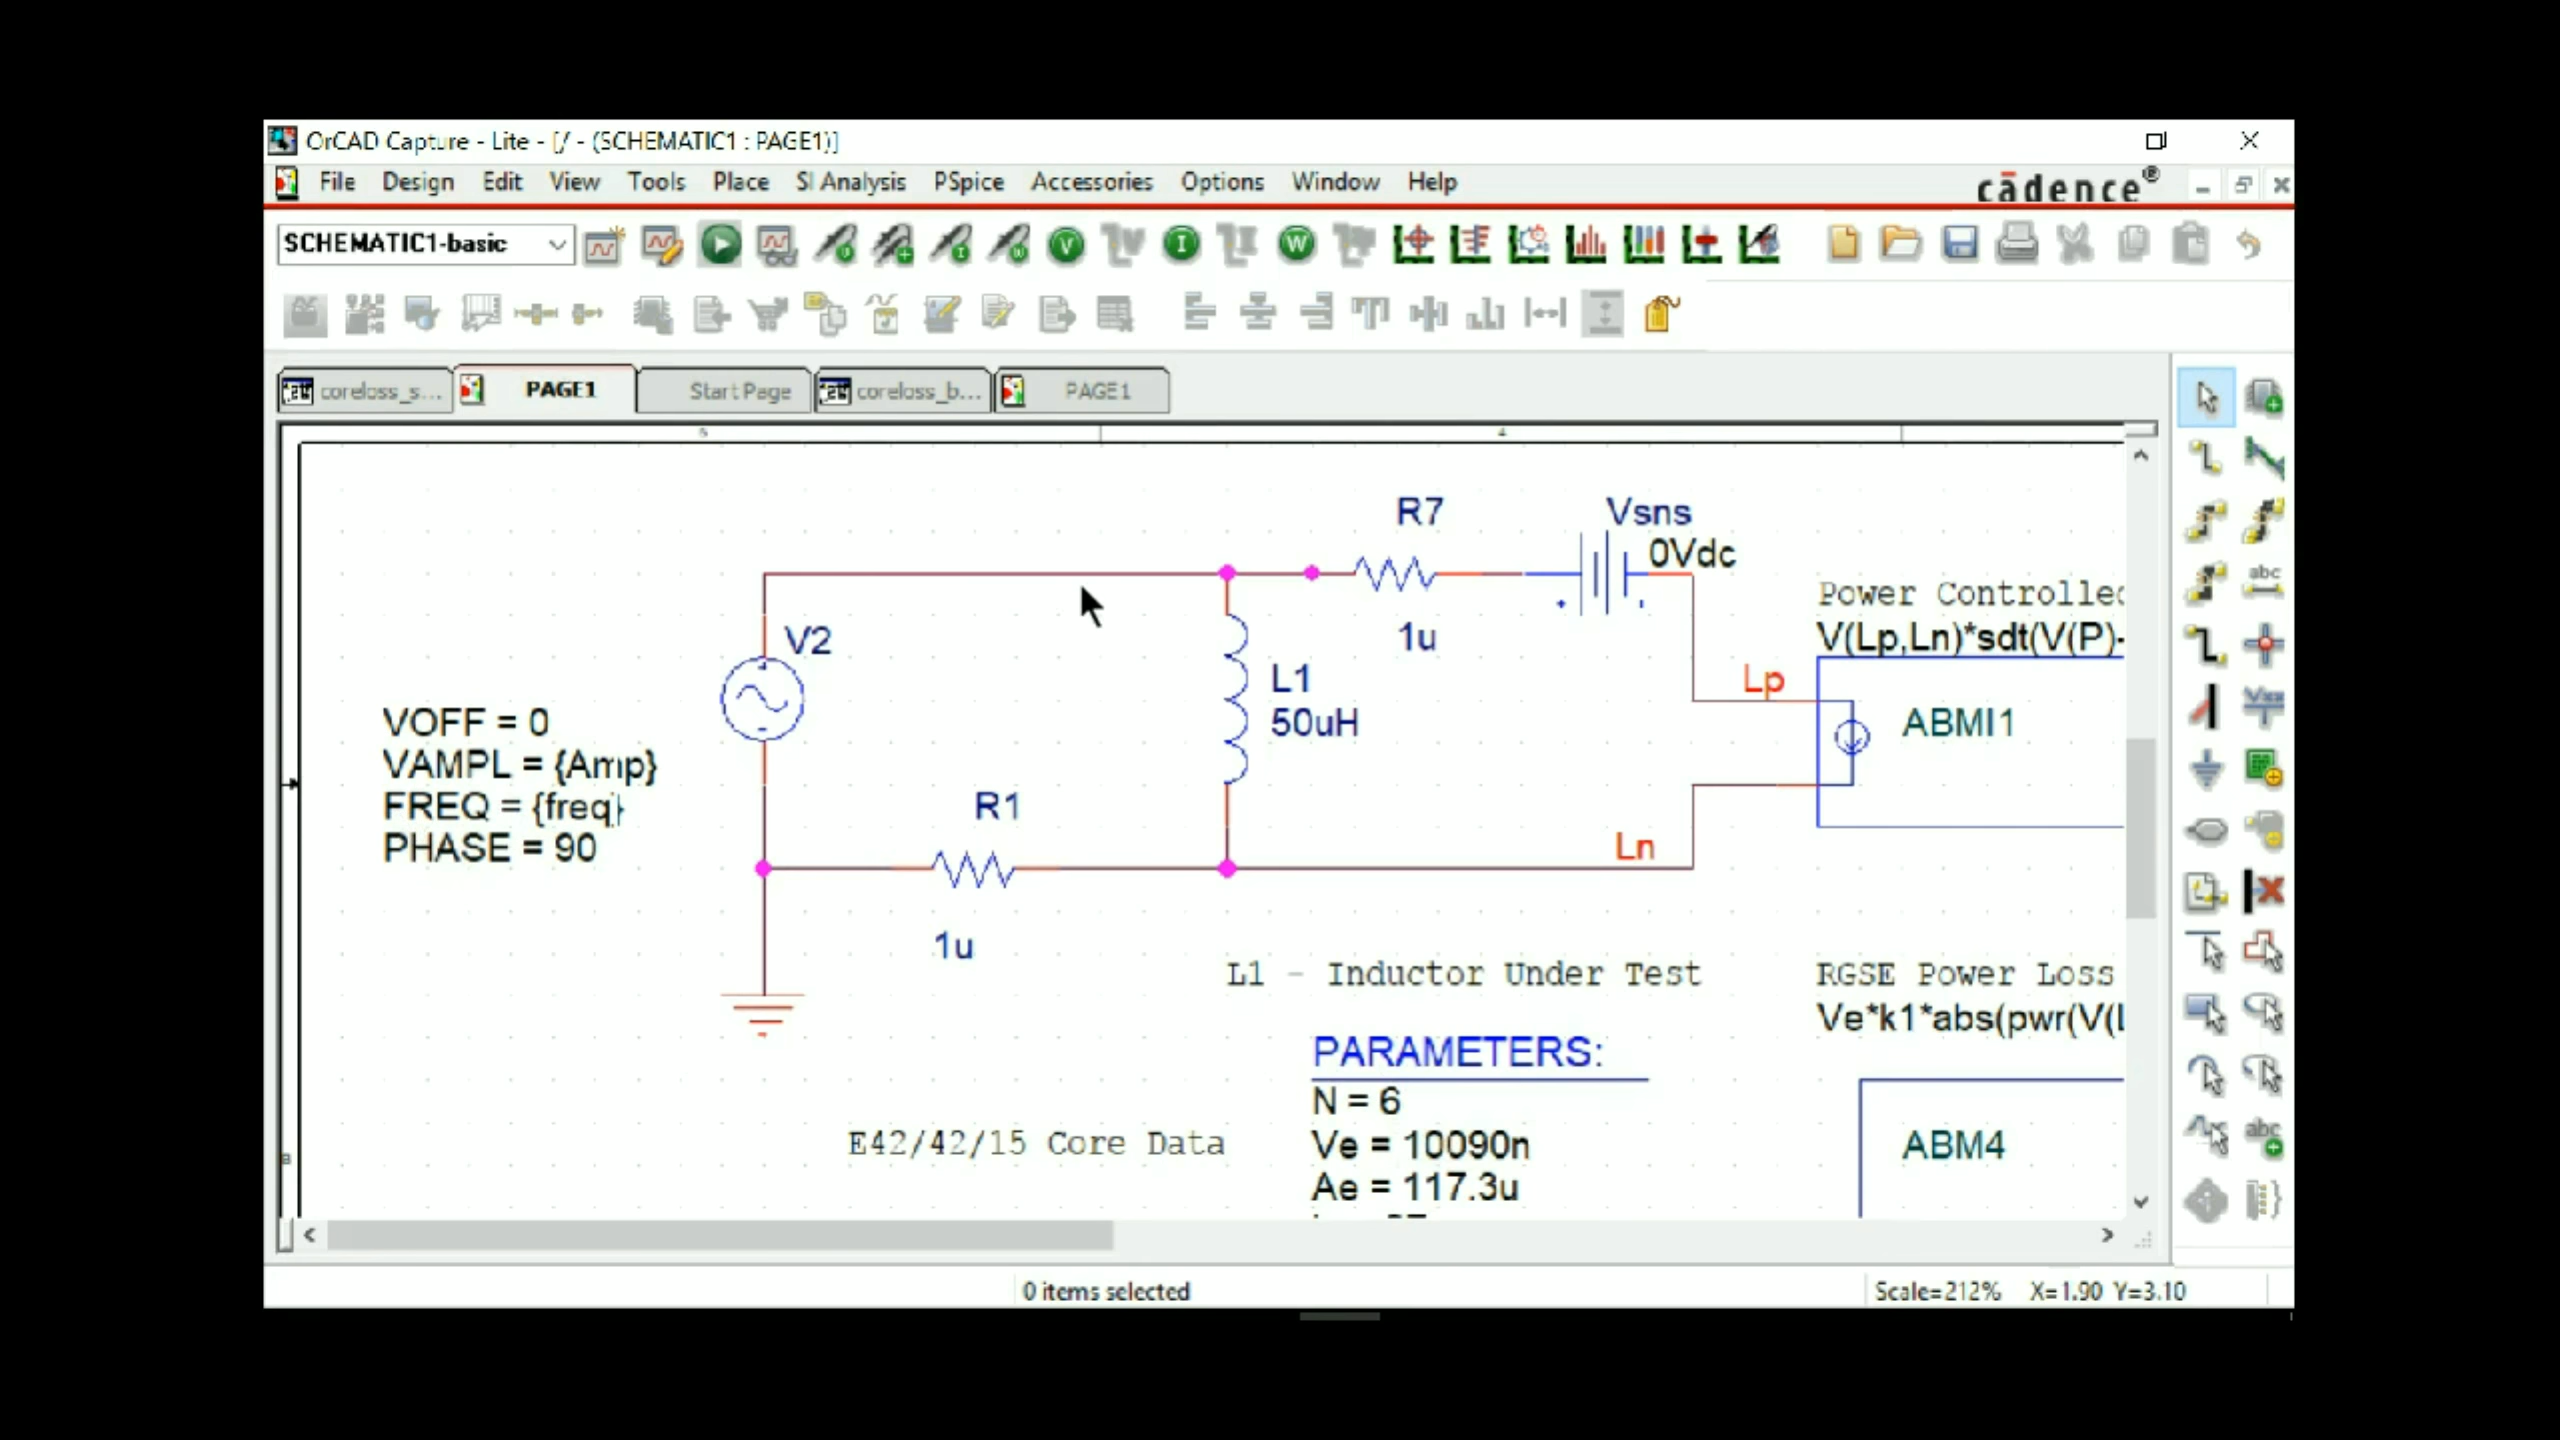 OrCAD Capture - Lite - [/ - (SCHEMATIC1 : PAGE1)]
File Design Edit View Tools Place SI Analysis PSpice Accessories Options Window Help
cādence®
SCHEMATIC1-basic
coreloss_s... PAGE1 Start Page coreloss_b... PAGE1
5 4
R7
Vsns
0Vdc
1u
Power Controlled
V(Lp,Ln)*sdt(V(P)-
V2
L1
50uH
Lp
ABMI1
VOFF = 0
VAMPL = {Amp}
FREQ = {freq}
PHASE = 90
R1
1u
Ln
L1 - Inductor Under Test
RGSE Power Loss
Ve*k1*abs(pwr(V(L
PARAMETERS:
N = 6
Ve = 10090n
Ae = 117.3u
E42/42/15 Core Data
ABM4
B
0 items selected
Scale=212% X=1.90 Y=3.10